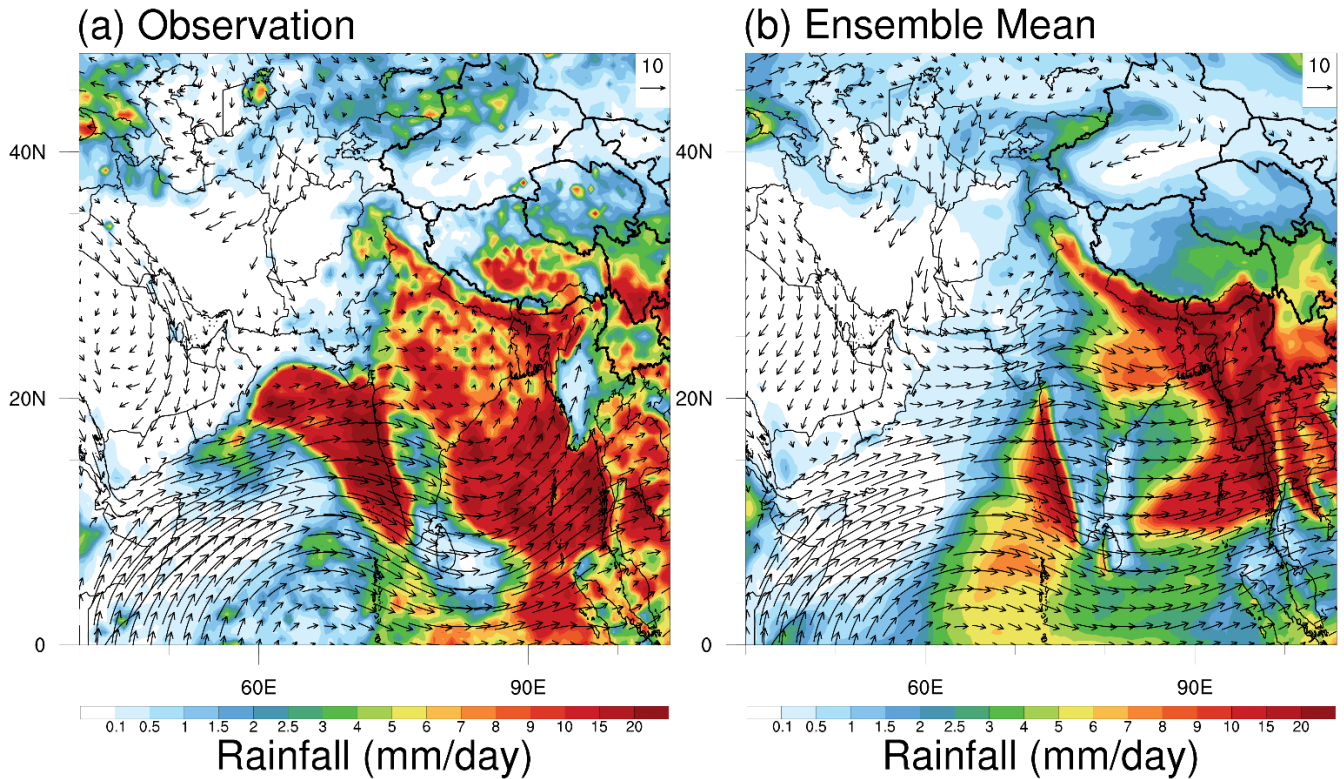 (a) Observation
10
40N
20N
0
60E
90E
0.1 0.5 1 1.5 2 2.5 3 4 5 6 7 8 9 10 15 20
Rainfall (mm/day)
(b) Ensemble Mean
10
40N
20N
0
60E
90E
0.1 0.5 1 1.5 2 2.5 3 4 5 6 7 8 9 10 15 20
Rainfall (mm/day)